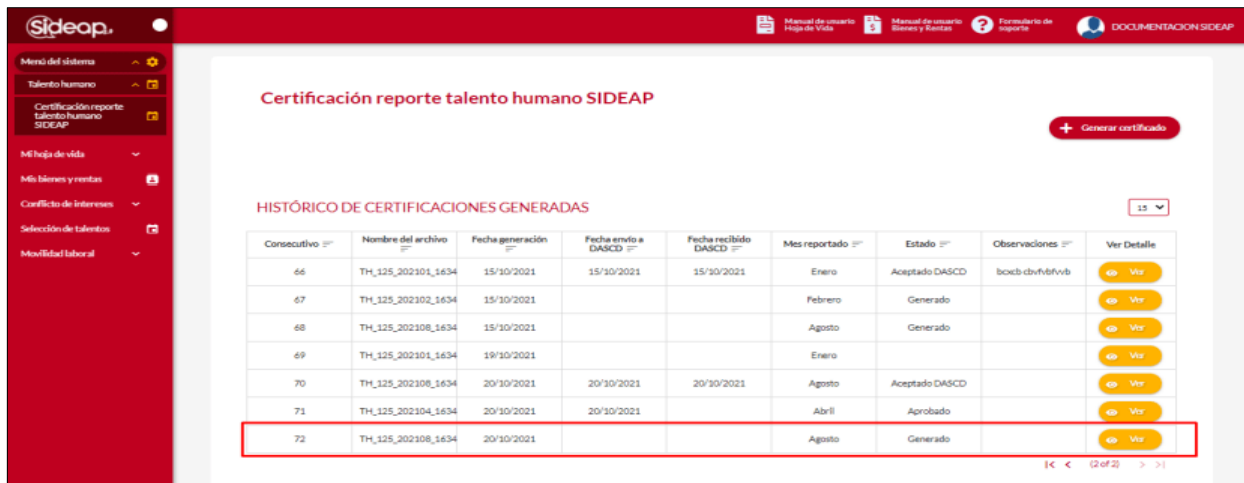 Sideap.
Manual de usuario
Hoja de Vida
Manual de usuario
Bienes y Rentas
Formulario de
soporte
DOCUMENTACION SIDEAP
Menú del sistema
Talento humano
Certificación reporte
talento humano
SIDEAP
Mi hoja de vida
Mis bienes y rentas
Conflicto de intereses
Selección de talentos
Movilidad laboral
Certificación reporte talento humano SIDEAP
+ Generar certificado
HISTÓRICO DE CERTIFICACIONES GENERADAS
15
Consecutivo Nombre del archivo Fecha generación Fecha envío a DASCD Fecha recibido DASCD Mes reportado Estado Observaciones Ver Detalle
66 TH_125_202101_1634 15/10/2021 15/10/2021 15/10/2021 Enero Aceptado DASCD Ver
67 TH_125_202102_1634 15/10/2021 Febrero Generado Ver
68 TH_125_202108_1634 15/10/2021 Agosto Generado Ver
69 TH_125_202101_1634 19/10/2021 Enero Ver
70 TH_125_202108_1634 20/10/2021 20/10/2021 20/10/2021 Agosto Aceptado DASCD Ver
71 TH_125_202104_1634 20/10/2021 20/10/2021 Abril Aprobado Ver
72 TH_125_202108_1634 20/10/2021 Agosto Generado Ver
(2 of 2)